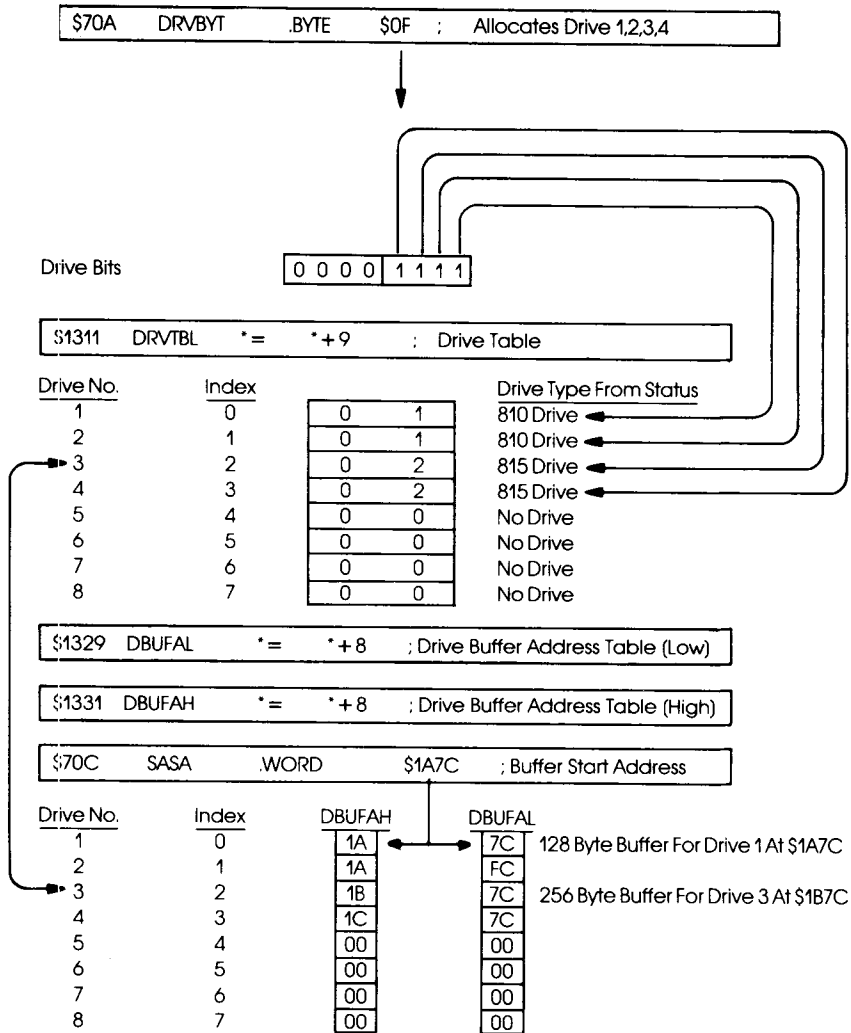 $70A DRVBYT .BYTE $0F ; Allocates Drive 1,2,3,4
Drive Bits 0 0 0 0 1 1 1 1
$1311 DRVTBL *= *+9 ; Drive Table
Drive No. Index Drive Type From Status
1 0 0 1 810 Drive
2 1 0 1 810 Drive
3 2 0 2 815 Drive
4 3 0 2 815 Drive
5 4 0 0 No Drive
6 5 0 0 No Drive
7 6 0 0 No Drive
8 7 0 0 No Drive
$1329 DBUFAL *= *+8 ; Drive Buffer Address Table (Low)
$1331 DBUFAH *= *+8 ; Drive Buffer Address Table (High)
$70C SASA .WORD $1A7C ; Buffer Start Address
Drive No. Index DBUFAH DBUFAL
1 0 1A 7C 128 Byte Buffer For Drive 1 At $1A7C
2 1 1A FC
3 2 1B 7C 256 Byte Buffer For Drive 3 At $1B7C
4 3 1C 7C
5 4 00 00
6 5 00 00
7 6 00 00
8 7 00 00